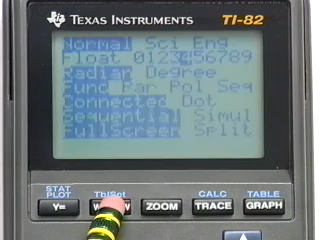 TEXAS INSTRUMENTS TI-82
Normal Sci Eng
Float 0123456789
Radian Degree
Func Par Pol Seq
Connected Dot
Sequential Simul
FullScreen Split
STAT PLOT TblSet CALC TABLE
Y= ZOOM TRACE GRAPH